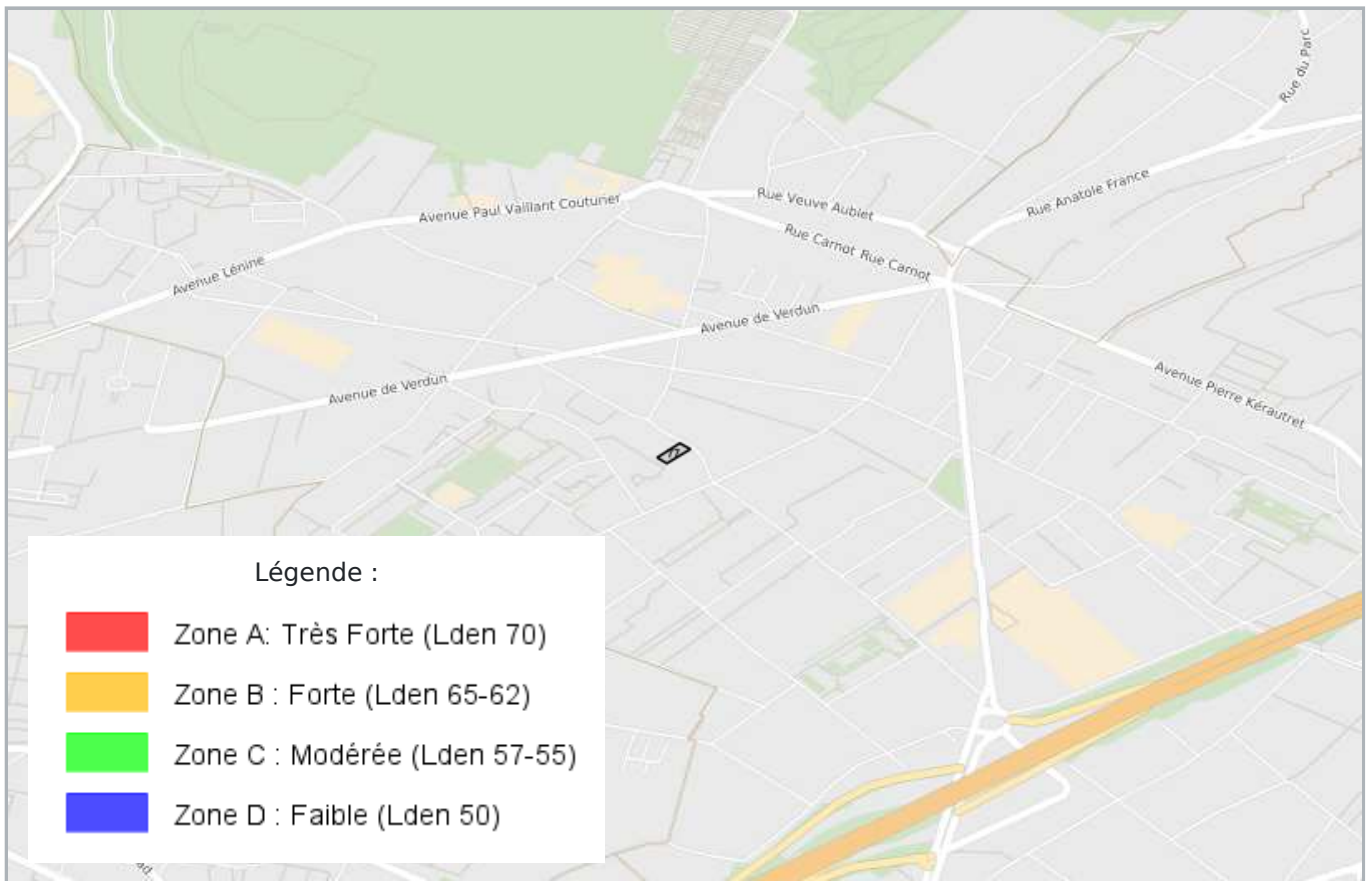 Rue du Parc
Rue Anatole France
Rue Veuve Aublet
Avenue Paul Vaillant Couturier
Rue Carnot Rue Carnot
Avenue Lénine
Avenue de Verdun
Avenue de Verdun
Avenue Pierre Kérautret
Légende :
Zone A: Très Forte (Lden 70)
Zone B : Forte (Lden 65-62)
Zone C : Modérée (Lden 57-55)
Zone D : Faible (Lden 50)